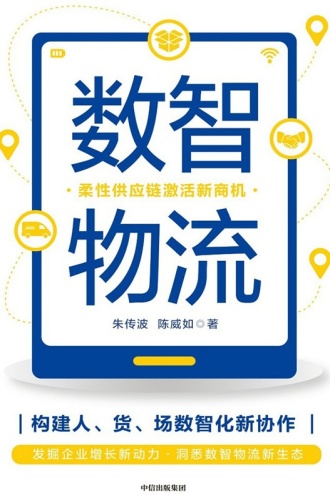 数智
·柔性供应链激活新商机·
物流
朱传波 陈威如◎著
|构建人、货、场数智化新协作|
发掘企业增长新动力·洞悉数智物流新生态
中信出版集团